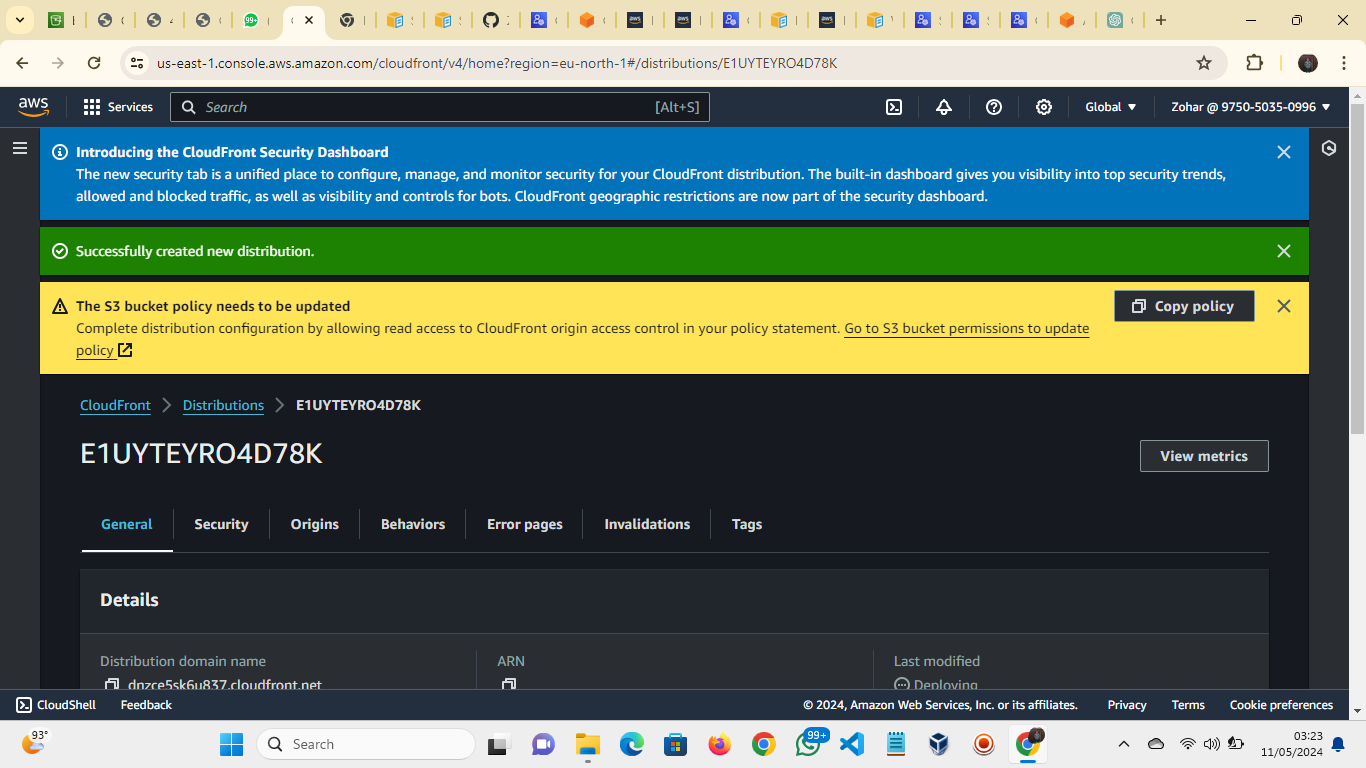 us-east-1.console.aws.amazon.com/cloudfront/v4/home?region=eu-north-1#/distributions/E1UYTEYRO4D78K
aws
Services
Search
[Alt+S]
Global
Zohar @ 9750-5035-0996
Introducing the CloudFront Security Dashboard
The new security tab is a unified place to configure, manage, and monitor security for your CloudFront distribution. The built-in dashboard gives you visibility into top security trends,
allowed and blocked traffic, as well as visibility and controls for bots. CloudFront geographic restrictions are now part of the security dashboard.
Successfully created new distribution.
The S3 bucket policy needs to be updated
Complete distribution configuration by allowing read access to CloudFront origin access control in your policy statement. Go to S3 bucket permissions to update
policy
Copy policy
CloudFront
Distributions
E1UYTEYRO4D78K
E1UYTEYRO4D78K
View metrics
General
Security
Origins
Behaviors
Error pages
Invalidations
Tags
Details
Distribution domain name
dnzce5sk6u837.cloudfront.net
ARN
Last modified
Deploying
CloudShell
Feedback
© 2024, Amazon Web Services, Inc. or its affiliates.
Privacy
Terms
Cookie preferences
93°
Search
99+
03:23
11/05/2024